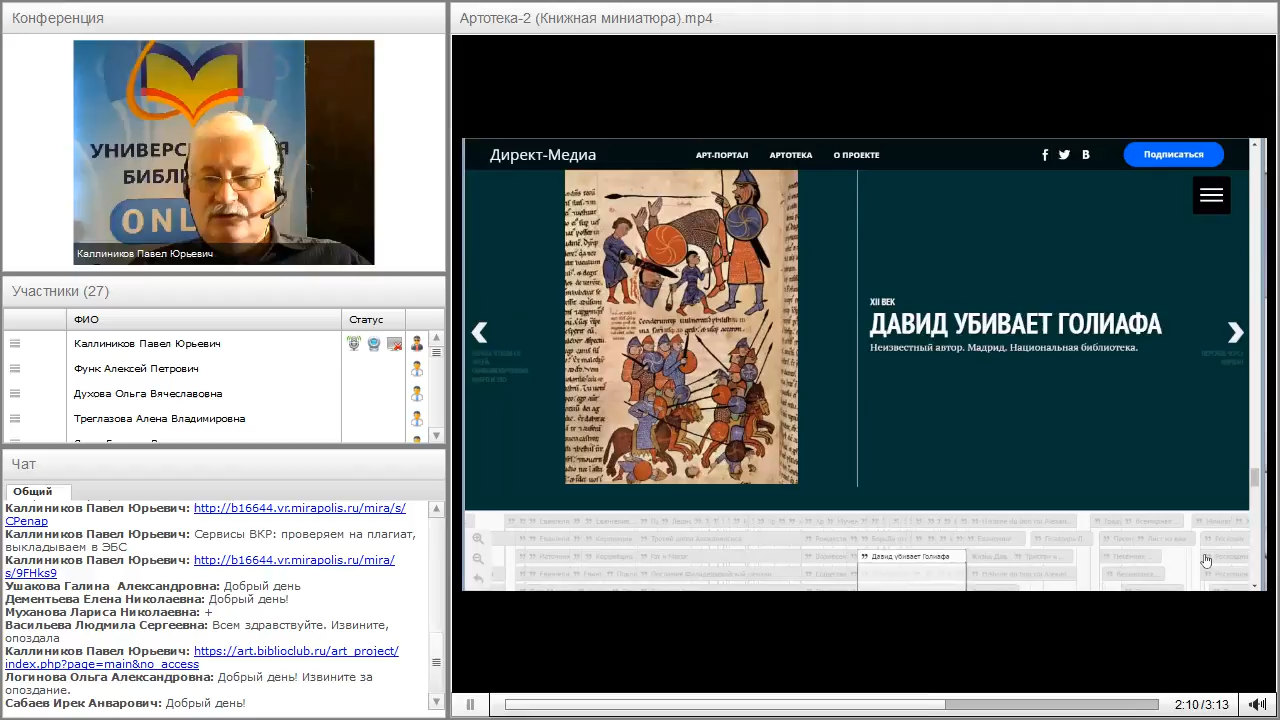 Конференция
УНИВЕРСИ
БИБЛИ
ONL
Каллиников Павел Юрьевич
Участники (27)
ФИО
Статус
Каллиников Павел Юрьевич
Функ Алексей Петрович
Духова Ольга Вячеславовна
Треглазова Алена Владимировна
Чат
Общий
Каллиников Павел Юрьевич: http://b16644.vr.mirapolis.ru/mira/s/
CPenap
Каллиников Павел Юрьевич: Сервисы ВКР: проверяем на плагиат,
выкладываем в ЭБС
Каллиников Павел Юрьевич: http://b16644.vr.mirapolis.ru/mira/
s/9FHks9
Ушакова Галина Александровна: Добрый день
Дементьева Елена Николаевна: Добрый день!
Муханова Лариса Николаевна: +
Васильева Людмила Сергеевна: Всем здравствуйте. Извините,
опоздала
Каллиников Павел Юрьевич: https://art.biblioclub.ru/art_project/
index.php?page=main&no_access
Логинова Ольга Александровна: Добрый день! Извините за
опоздание.
Сабаев Ирек Анварович: Добрый день!
Артотека-2 (Книжная миниатюра).mp4
Директ-Медиа
АРТ-ПОРТАЛ АРТОТЕКА О ПРОЕКТЕ
Подписаться
XII ВЕК
ДАВИД УБИВАЕТ ГОЛИАФА
Неизвестный автор. Мадрид. Национальная библиотека.
Давид убивает Голиафа
2:10/3:13